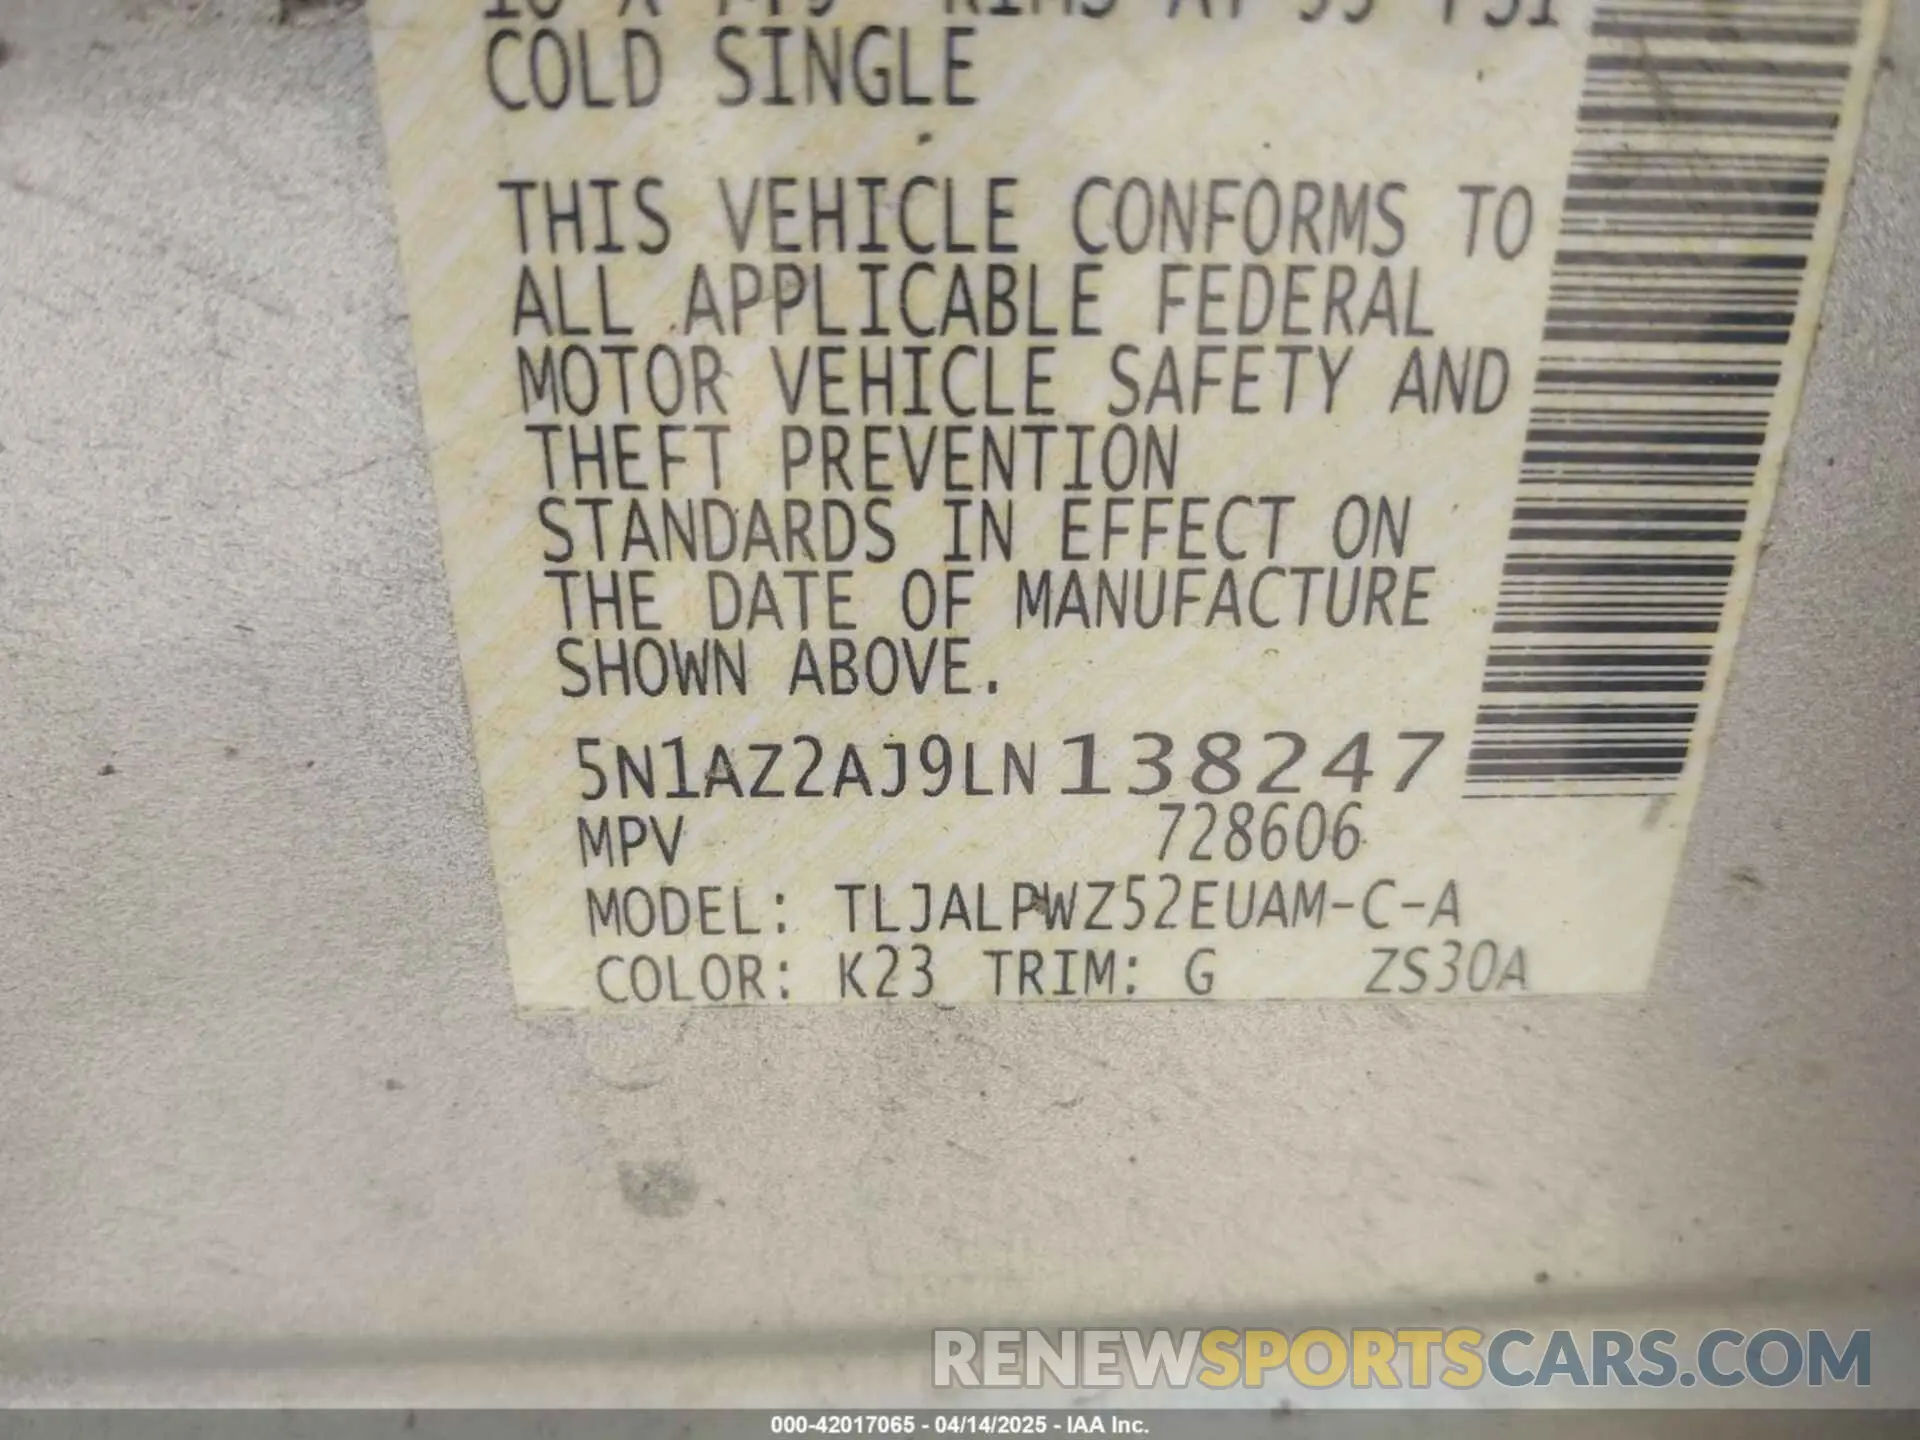 COLD SINGLE
THIS VEHICLE CONFORMS TO
ALL APPLICABLE FEDERAL
MOTOR VEHICLE SAFETY AND
THEFT PREVENTION
STANDARDS IN EFFECT ON
THE DATE OF MANUFACTURE
SHOWN ABOVE.
5N1AZ2AJ9LN138247
MPV 728606
MODEL: TLJALPWZ52EUAM-C-A
COLOR: K23 TRIM: G ZS30A
RENEWSPORTSCARS.COM
000-42017065 - 04/14/2025 - IAA Inc.